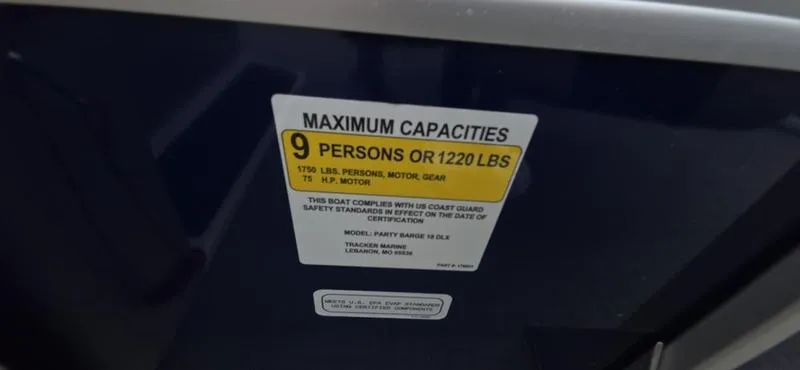 MAXIMUM CAPACITIES
9 PERSONS OR 1220 LBS
1750 LBS. PERSONS, MOTOR, GEAR
75 H.P. MOTOR
THIS BOAT COMPLIES WITH US COAST GUARD
SAFETY STANDARDS IN EFFECT ON THE DATE OF
CERTIFICATION
MODEL: PARTY BARGE 18 DLX
TRACKER MARINE
LEBANON, MO 65536
PART #:
MEETS U.S. EPA EVAP STANDARDS
USING CERTIFIED COMPONENTS